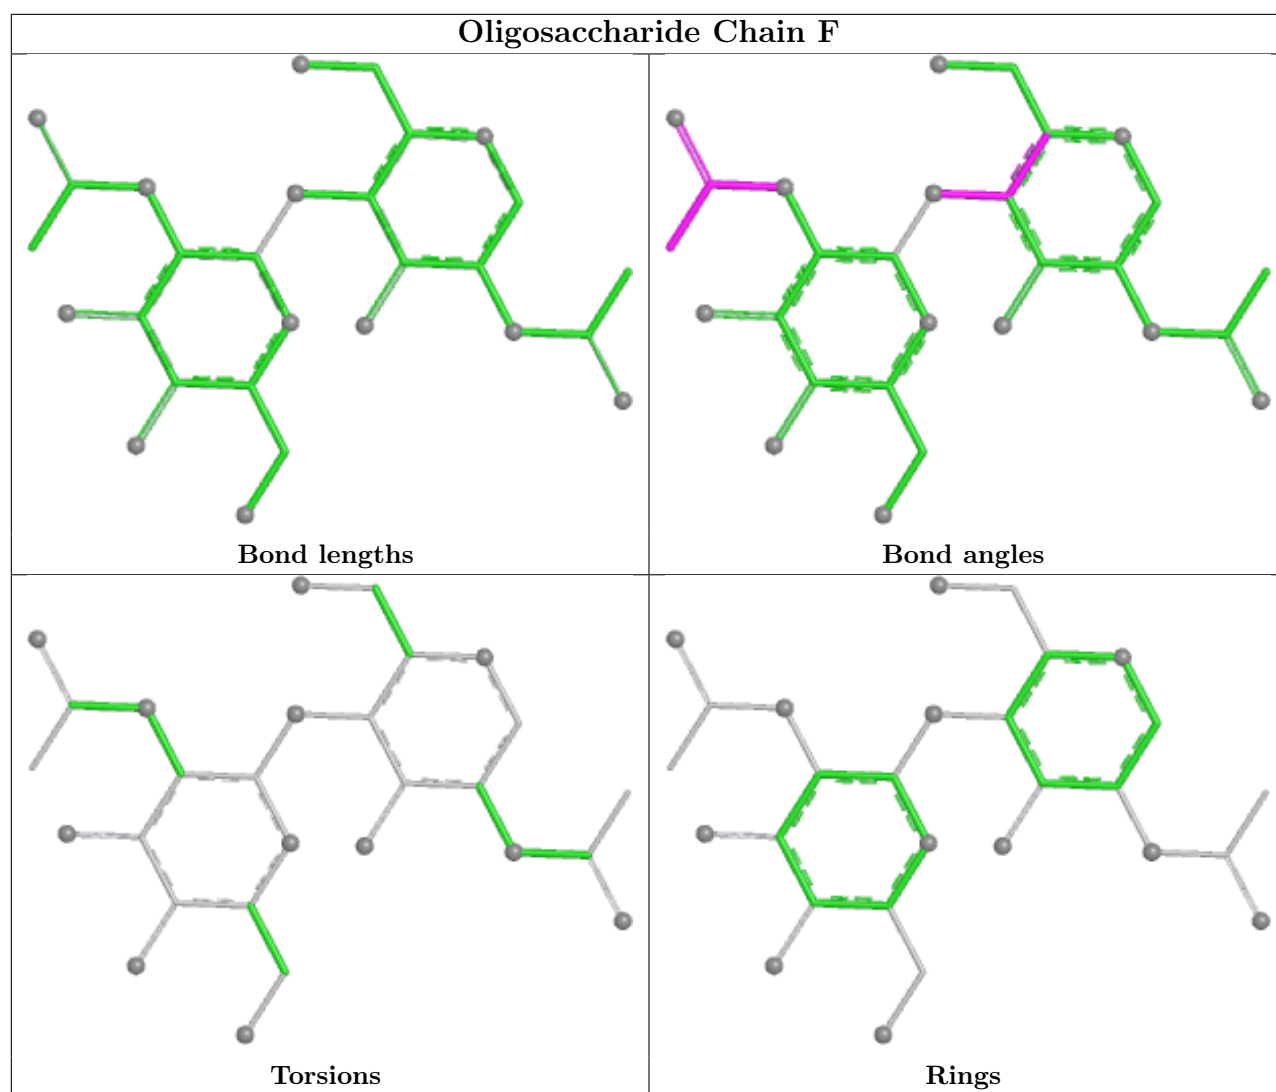 Oligosaccharide Chain F
Bond lengths
Bond angles
Torsions
Rings